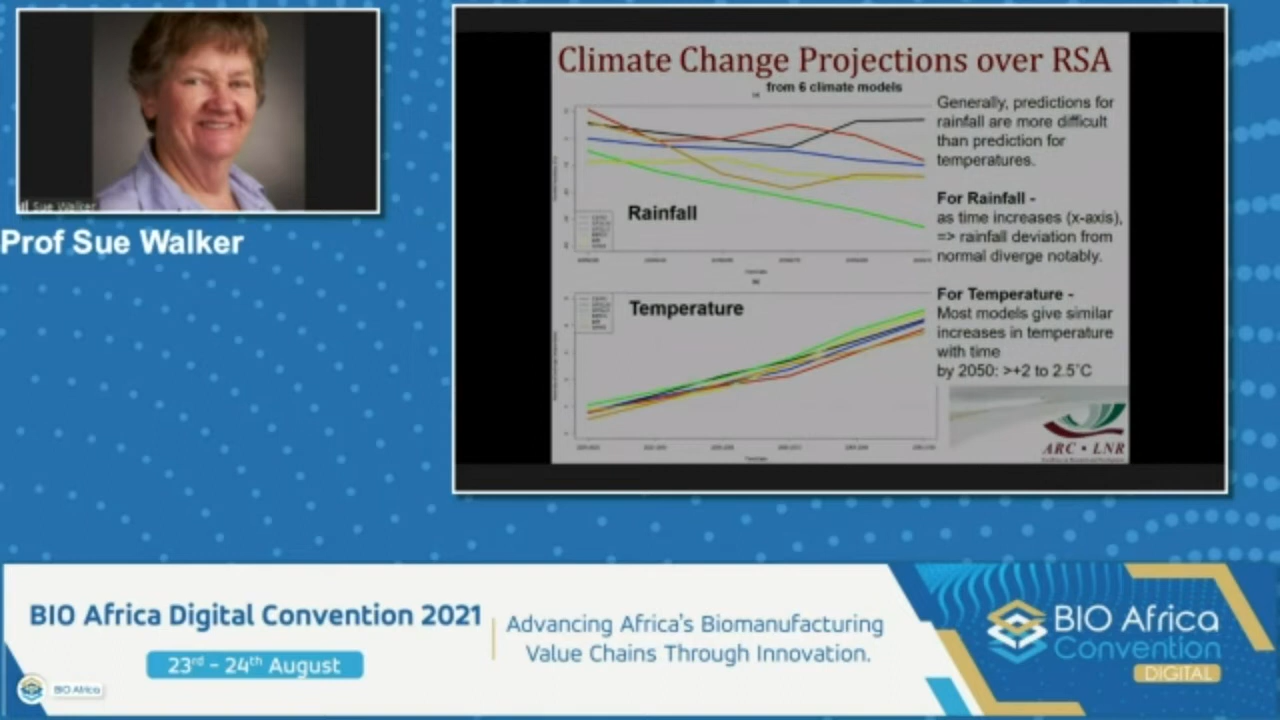 Sue Walker
Prof Sue Walker
Climate Change Projections over RSA
from 6 climate models
Rainfall
Temperature
Generally, predictions for
rainfall are more difficult
than prediction for
temperatures.
For Rainfall -
as time increases (x-axis),
=> rainfall deviation from
normal diverge notably.
For Temperature -
Most models give similar
increases in temperature
with time
by 2050: >+2 to 2.5˚C
ARC • LNR
BIO Africa Digital Convention 2021
23rd - 24th August
Advancing Africa's Biomanufacturing
Value Chains Through Innovation.
BIO Africa
Convention
DIGITAL
BIO Africa